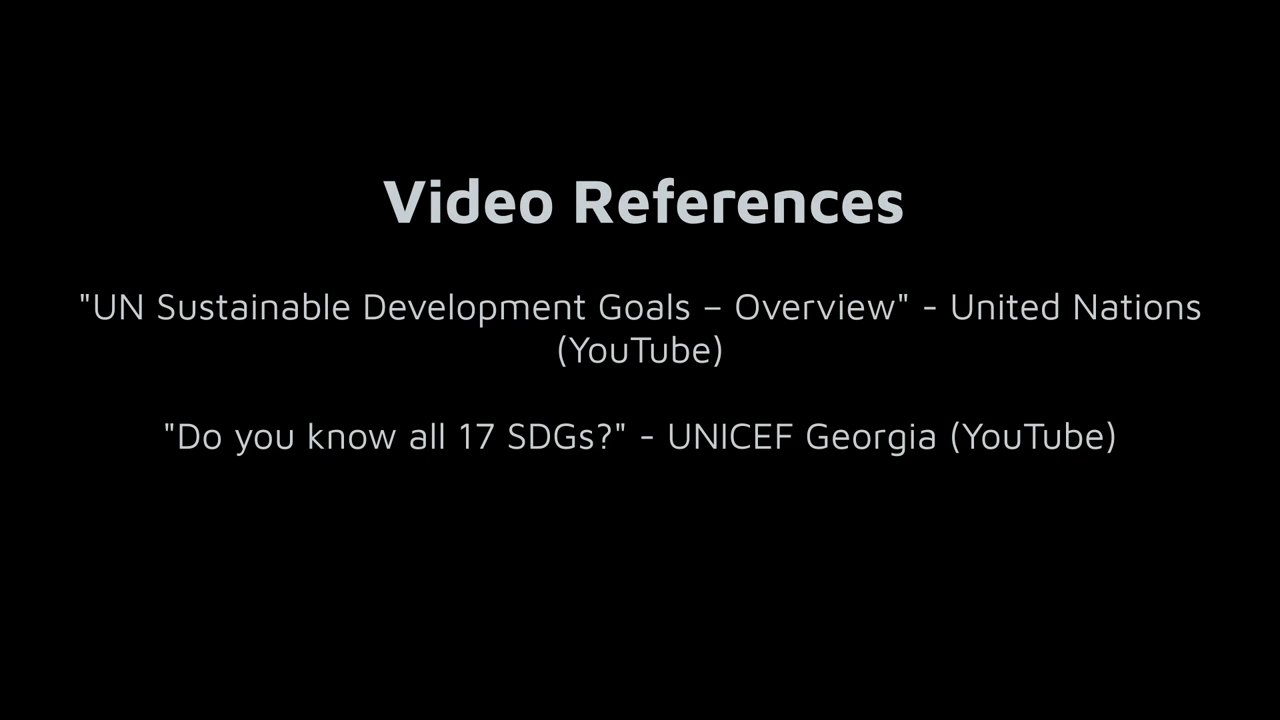 Video References
"UN Sustainable Development Goals – Overview" - United Nations
(YouTube)
"Do you know all 17 SDGs?" - UNICEF Georgia (YouTube)